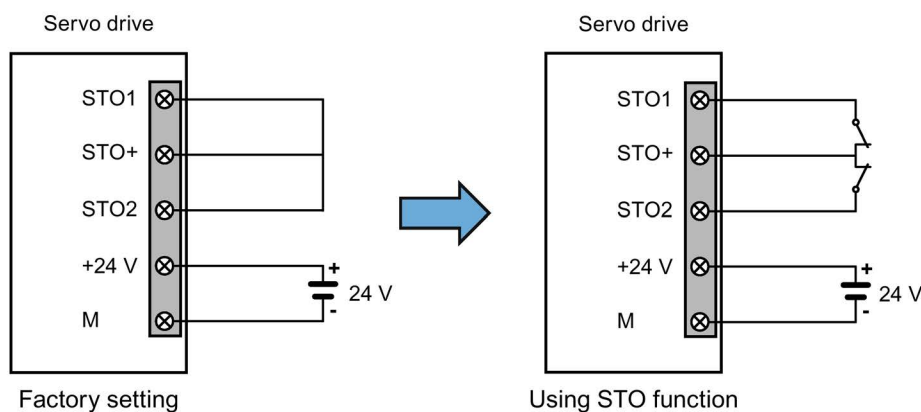 Servo drive
STO1
STO+
STO2
+24 V
M
+
24 V
-
Factory setting
Servo drive
STO1
STO+
STO2
+24 V
M
+
24 V
-
Using STO function